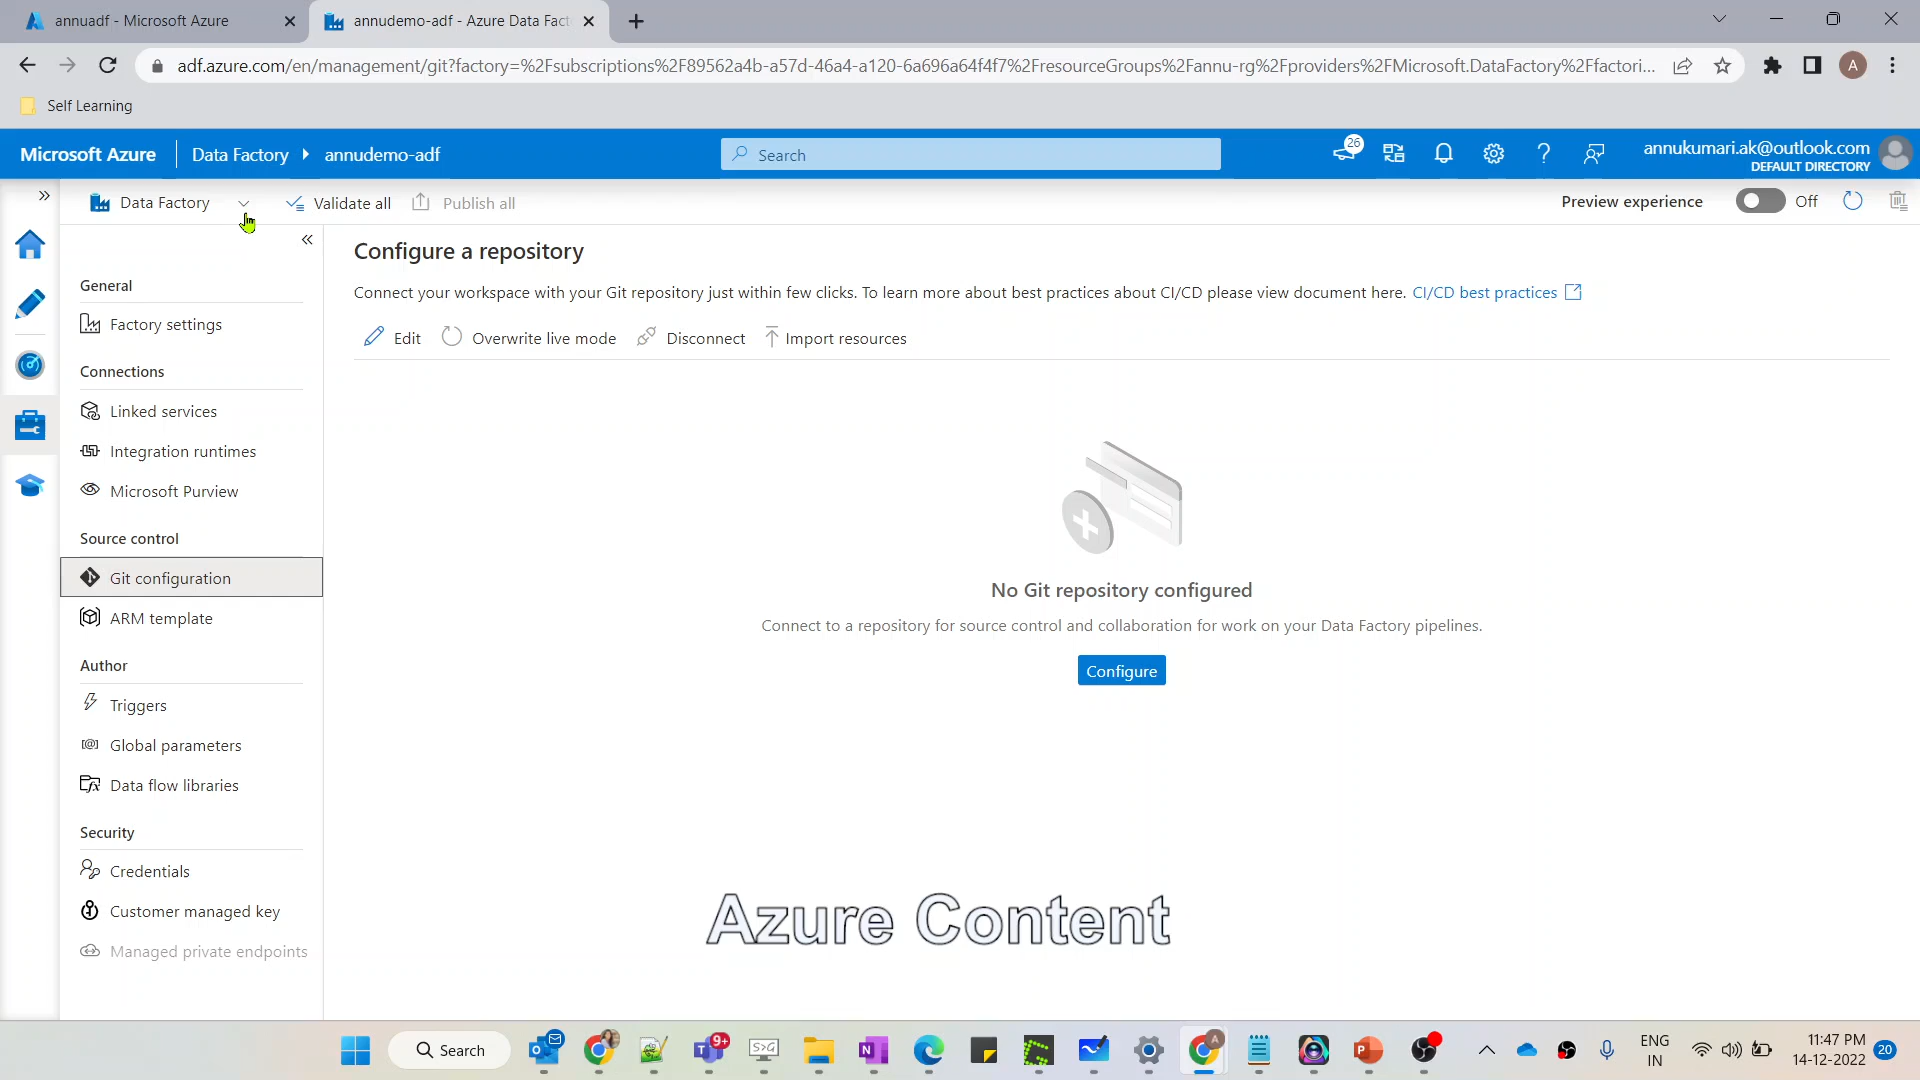 annuadf - Microsoft Azure
annudemo-adf - Azure Data Fact
adf.azure.com/en/management/git?factory=%2Fsubscriptions%2F89562a4b-a57d-46a4-a120-6a696a64f4f7%2FresourceGroups%2Fannu-rg%2Fproviders%2FMicrosoft.DataFactory%2Ffactori...
A
Self Learning
Microsoft Azure
Data Factory
annudemo-adf
Search
26
annukumari.ak@outlook.com
DEFAULT DIRECTORY
Data Factory
Validate all
Publish all
Preview experience
Off
Configure a repository
Connect your workspace with your Git repository just within few clicks. To learn more about best practices about CI/CD please view document here. CI/CD best practices
Edit
Overwrite live mode
Disconnect
Import resources
General
Factory settings
Connections
Linked services
Integration runtimes
Microsoft Purview
Source control
Git configuration
ARM template
Author
Triggers
Global parameters
Data flow libraries
Security
Credentials
Customer managed key
Managed private endpoints
No Git repository configured
Connect to a repository for source control and collaboration for work on your Data Factory pipelines.
Configure
Azure Content
Search
9+
S>G
A
ENG
IN
11:47 PM
14-12-2022
20